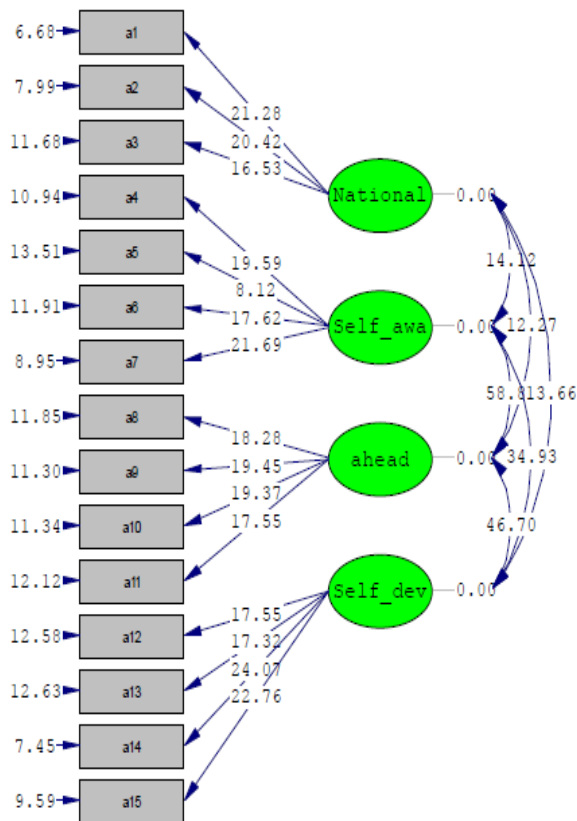 6.68 a1
7.99 a2
11.68 a3
10.94 a4
13.51 a5
11.91 a6
8.95 a7
11.85 a8
11.30 a9
11.34 a10
12.12 a11
12.58 a12
12.63 a13
7.45 a14
9.59 a15
21.28
20.42
16.53
19.59
8.12
17.62
21.69
18.28
19.45
19.37
17.55
17.55
17.32
24.07
22.76
National 0.00
Self_awa 0.00
ahead 0.00
Self_dev 0.00
14.12
12.27
13.66
34.93
46.70